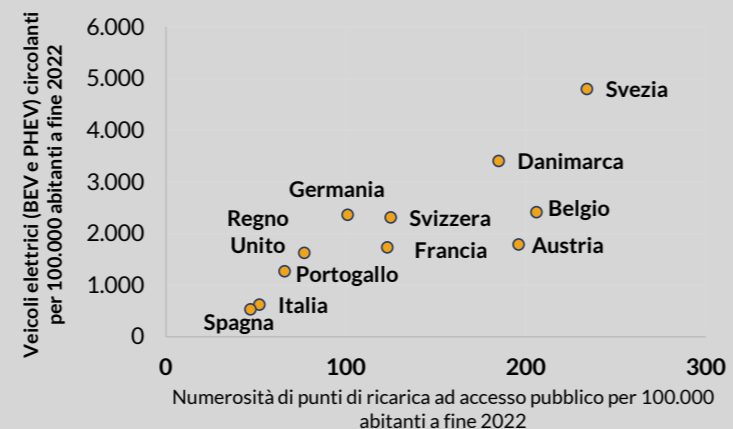 Veicoli elettrici (BEV e PHEV) circolanti
per 100.000 abitanti a fine 2022
6.000
5.000
4.000
3.000
2.000
1.000
0
Svezia
Danimarca
Germania
Belgio
Regno
Unito
Svizzera
Austria
Francia
Portogallo
Italia
Spagna
0
100
200
300
Numerosità di punti di ricarica ad accesso pubblico per 100.000
abitanti a fine 2022